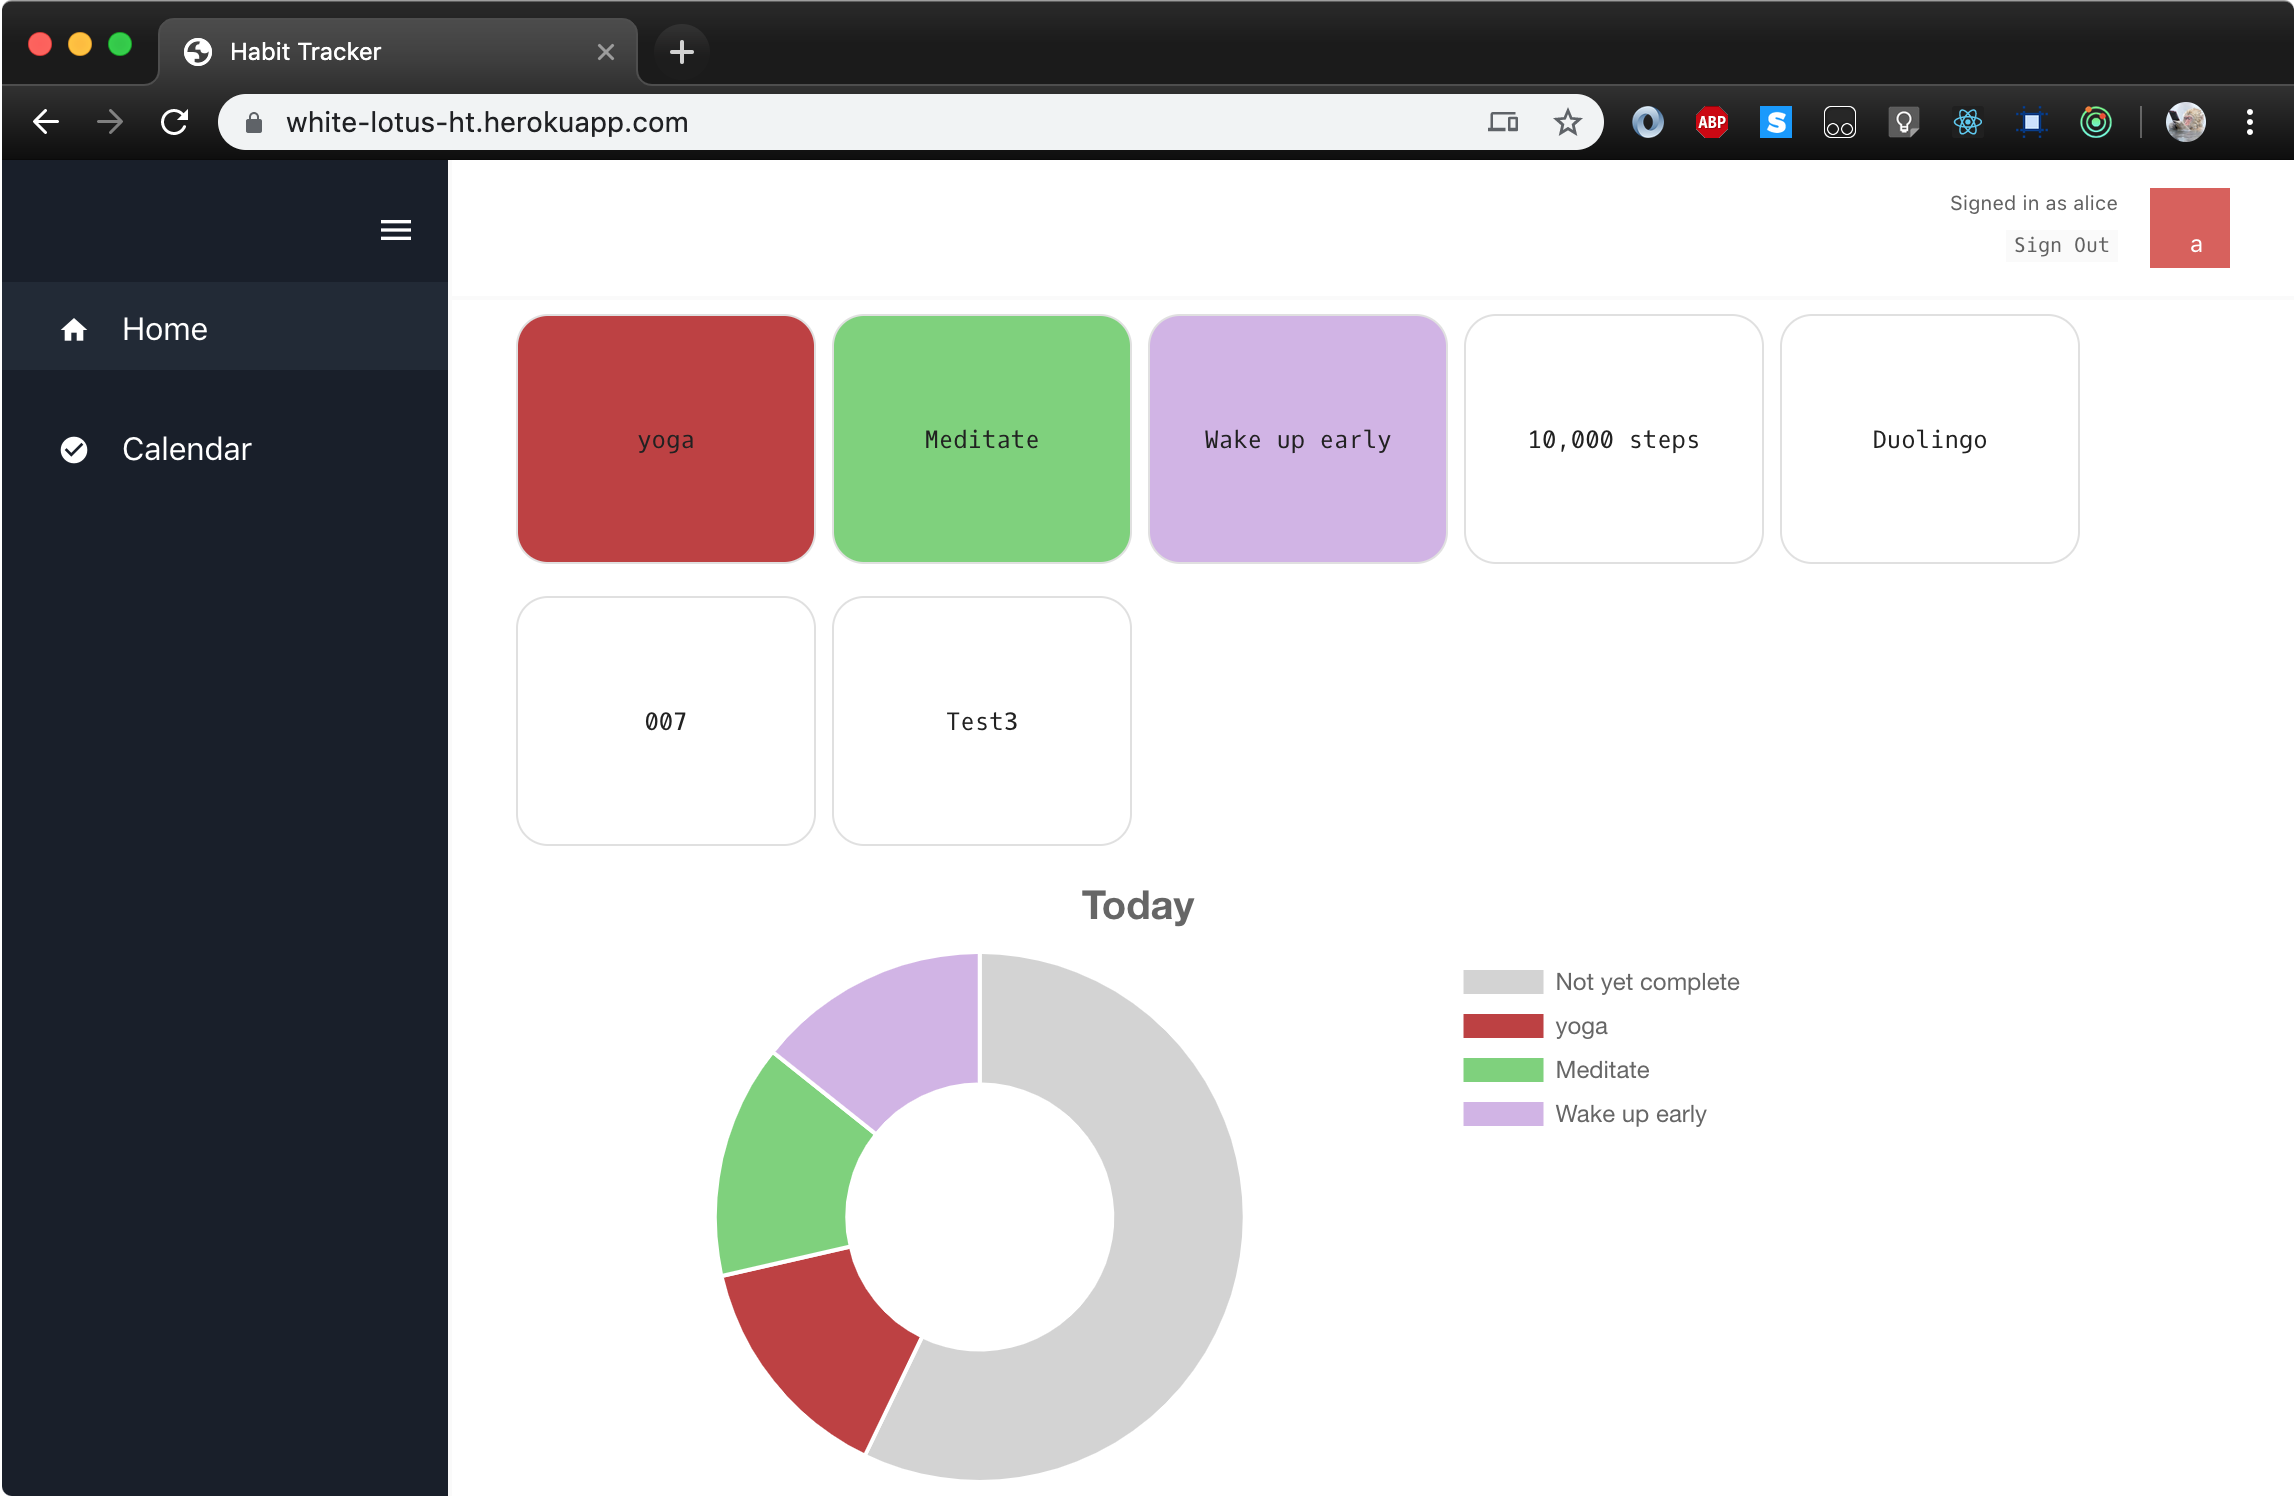 Habit Tracker
white-lotus-ht.herokuapp.com
ABP
S
Signed in as alice
Sign Out
a
Home
Calendar
yoga
Meditate
Wake up early
10,000 steps
Duolingo
007
Test3
Today
Not yet complete
yoga
Meditate
Wake up early